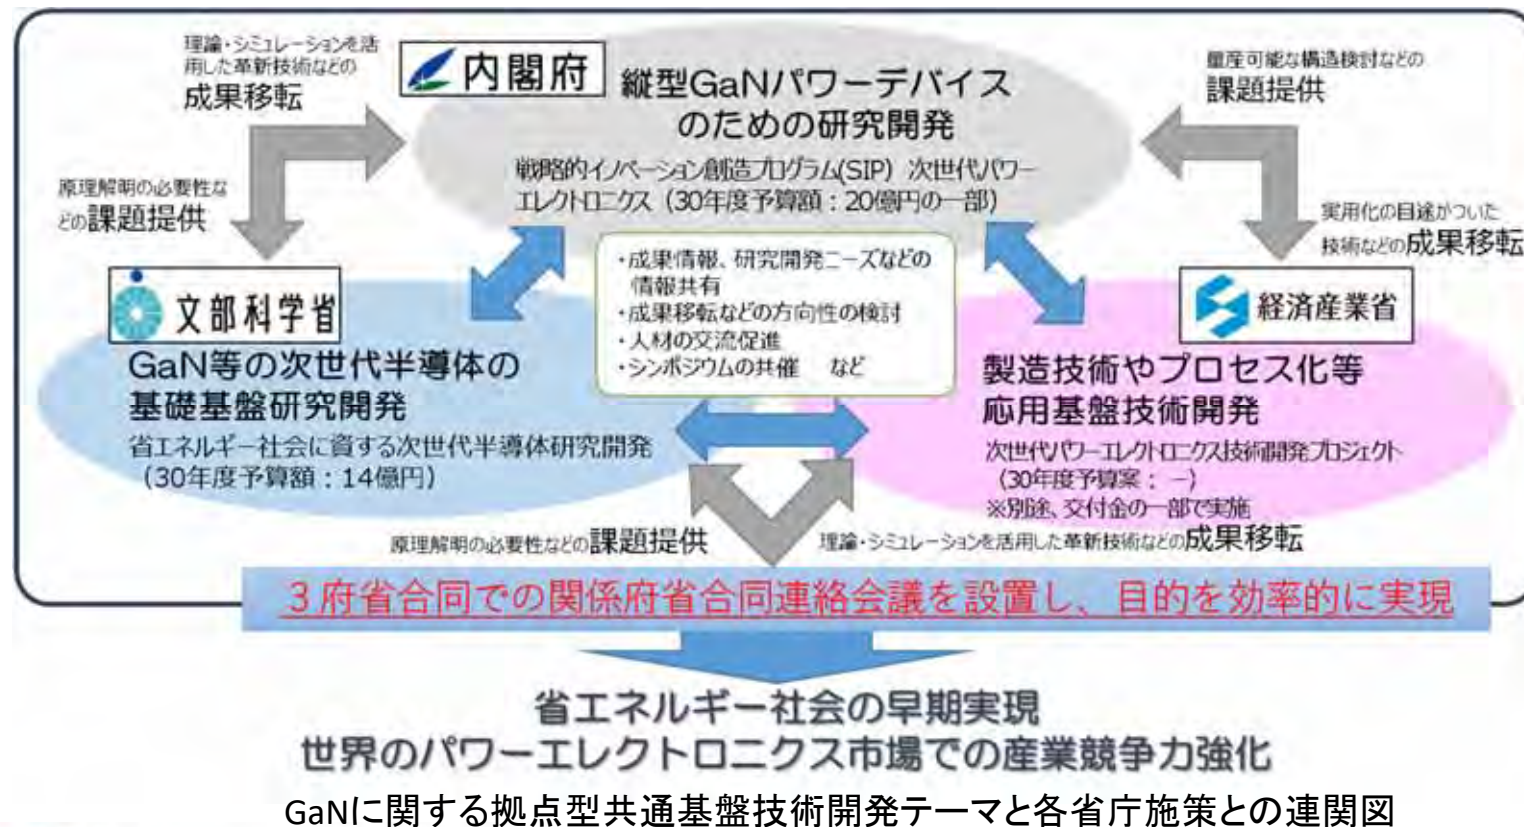 理論・シミュレーションを活
用した革新技術などの
成果移転
内閣府
縦型GaNパワーデバイス
のための研究開発
戦略的イノベーション創造プログラム(SIP) 次世代パワー
エレクトロニクス（30年度予算額：20億円の一部）
量産可能な構造検討などの
課題提供
原理解明の必要性な
どの課題提供
実用化の目途がついた
技術などの成果移転
・成果情報、研究開発ニーズなどの
情報共有
・成果移転などの方向性の検討
・人材の交流促進
・シンポジウムの共催 など
文部科学省
GaN等の次世代半導体の
基礎基盤研究開発
省エネルギー社会に資する次世代半導体研究開発
（30年度予算額：14億円）
経済産業省
製造技術やプロセス化等
応用基盤技術開発
次世代パワーエレクトロニクス技術開発プロジェクト
（30年度予算案： －）
※別途、交付金の一部で実施
原理解明の必要性などの課題提供
理論・シミュレーションを活用した革新技術などの成果移転
３府省合同での関係府省合同連絡会議を設置し、目的を効率的に実現
省エネルギー社会の早期実現
世界のパワーエレクトロニクス市場での産業競争力強化
GaNに関する拠点型共通基盤技術開発テーマと各省庁施策との連関図